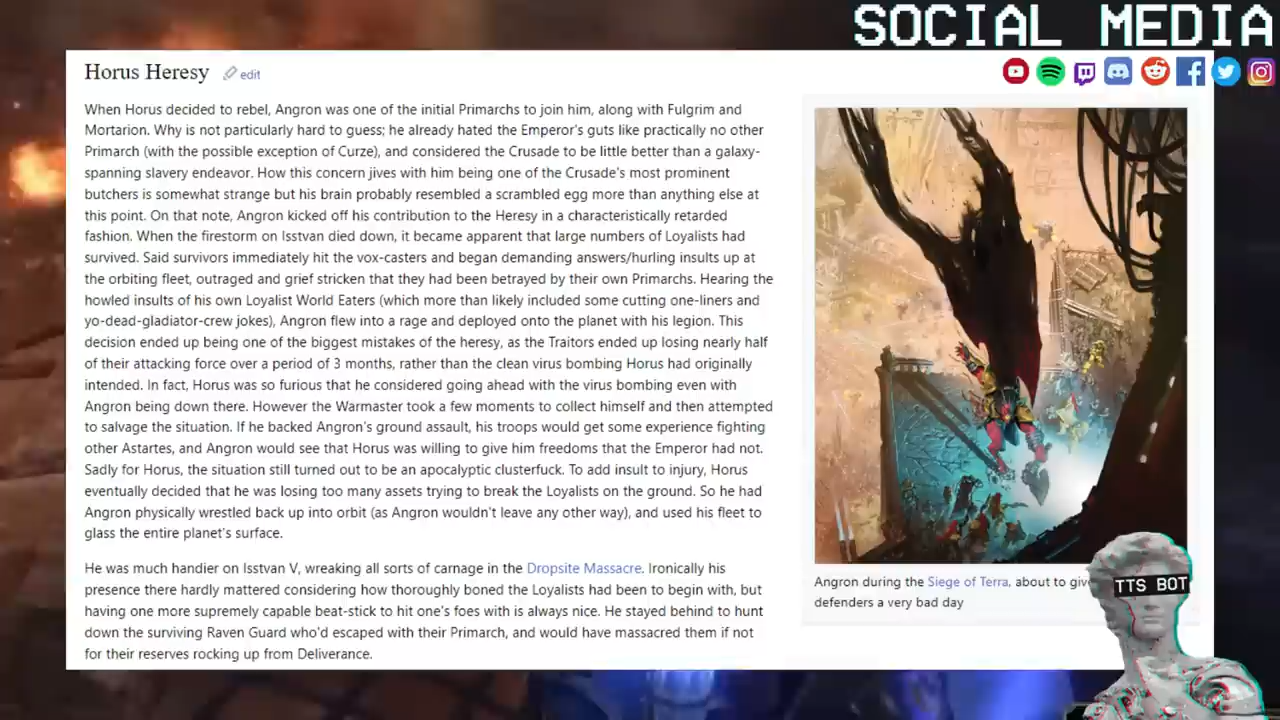 SOCIAL MEDIA
Horus Heresy edit
When Horus decided to rebel, Angron was one of the initial Primarchs to join him, along with Fulgrim and
Mortarion. Why is not particularly hard to guess; he already hated the Emperor's guts like practically no other
Primarch (with the possible exception of Curze), and considered the Crusade to be little better than a galaxy-
spanning slavery endeavor. How this concern jives with him being one of the Crusade's most prominent
butchers is somewhat strange but his brain probably resembled a scrambled egg more than anything else at
this point. On that note, Angron kicked off his contribution to the Heresy in a characteristically retarded
fashion. When the firestorm on Isstvan died down, it became apparent that large numbers of Loyalists had
survived. Said survivors immediately hit the vox-casters and began demanding answers/hurling insults up at
the orbiting fleet, outraged and grief stricken that they had been betrayed by their own Primarchs. Hearing the
howled insults of his own Loyalist World Eaters (which more than likely included some cutting one-liners and
yo-dead-gladiator-crew jokes), Angron flew into a rage and deployed onto the planet with his legion. This
decision ended up being one of the biggest mistakes of the heresy, as the Traitors ended up losing nearly half
of their attacking force over a period of 3 months, rather than the clean virus bombing Horus had originally
intended. In fact, Horus was so furious that he considered going ahead with the virus bombing even with
Angron being down there. However the Warmaster took a few moments to collect himself and then attempted
to salvage the situation. If he backed Angron's ground assault, his troops would get some experience fighting
other Astartes, and Angron would see that Horus was willing to give him freedoms that the Emperor had not.
Sadly for Horus, the situation still turned out to be an apocalyptic clusterfuck. To add insult to injury, Horus
eventually decided that he was losing too many assets trying to break the Loyalists on the ground. So he had
Angron physically wrestled back up into orbit (as Angron wouldn't leave any other way), and used his fleet to
glass the entire planet's surface.
He was much handier on Isstvan V, wreaking all sorts of carnage in the Dropsite Massacre. Ironically his
presence there hardly mattered considering how thoroughly boned the Loyalists had been to begin with, but
having one more supremely capable beat-stick to hit one's foes with is always nice. He stayed behind to hunt
down the surviving Raven Guard who'd escaped with their Primarch, and would have massacred them if not
for their reserves rocking up from Deliverance.
Angron during the Siege of Terra, about to give
defenders a very bad day
TTS BOT